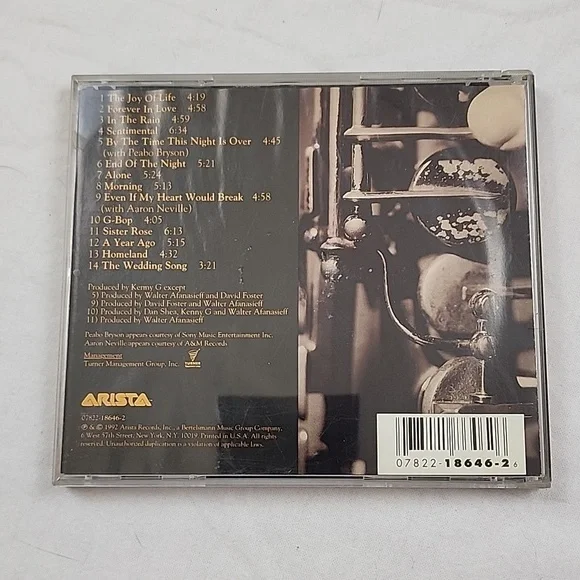 1 The Joy Of Life 4:19
2 Forever In Love 4:58
3 In The Rain 4:59
4 Sentimental 6:34
5 By The Time This Night Is Over 4:45
(with Peabo Bryson)
6 End Of The Night 5:21
7 Alone 5:24
8 Morning 5:13
9 Even If My Heart Would Break 4:58
(with Aaron Neville)
10 G-Bop 4:05
11 Sister Rose 6:13
12 A Year Ago 5:15
13 Homeland 4:32
14 The Wedding Song 3:21
Produced by Kenny G except
5) Produced by Walter Afanasieff and David Foster
9) Produced by David Foster and Walter Afanasieff
10) Produced by Dan Shea, Kenny G and Walter Afanasieff
11) Produced by Walter Afanasieff
Peabo Bryson appears courtesy of Sony Music Entertainment Inc.
Aaron Neville appears courtesy of A&M Records
Management
Turner Management Group, Inc.
TURNER
ARISTA
07822-18646-2
℗ & © 1992 Arista Records, Inc., a Bertelsmann Music Group Company,
6 West 57th Street, New York, N.Y. 10019. Printed in U.S.A. All rights
reserved. Unauthorized duplication is a violation of applicable laws.
07822-18646-2 6